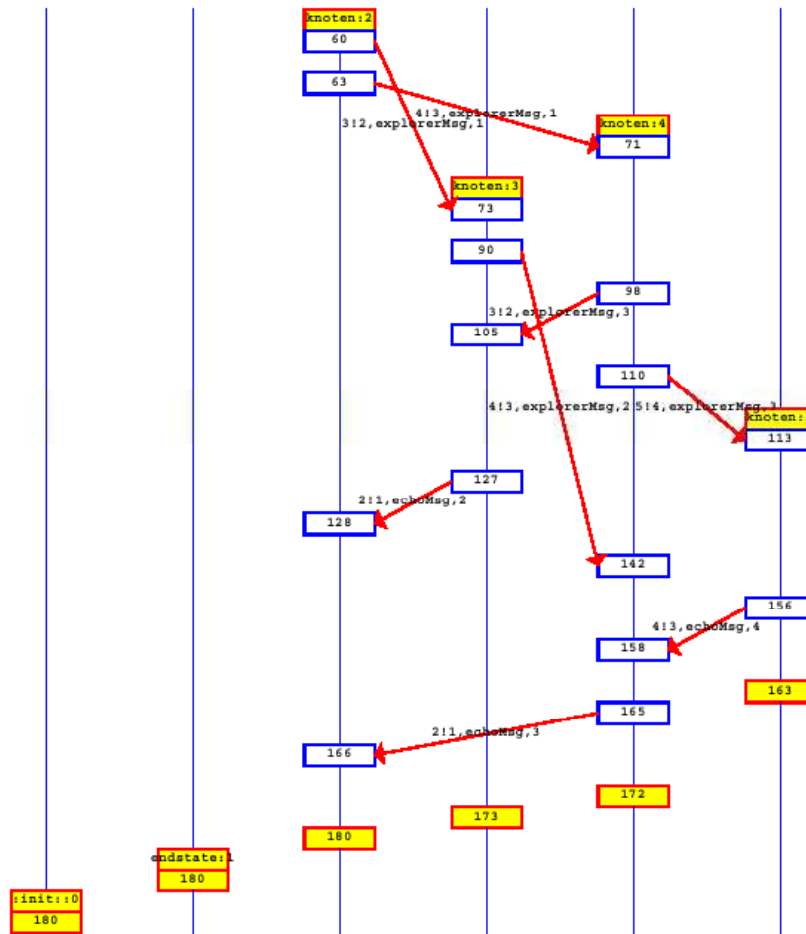 knoten:2
60
63
4!3,explorerMsg,1
3!2,explorerMsg,1
knoten:4
71
knoten:3
73
90
98
3!2,explorerMsg,3
105
110
4!3,explorerMsg,2
5!4,explorerMsg,3
knoten:
113
127
2!1,echoMsg,2
128
142
156
4!3,echoMsg,4
158
163
165
2!1,echoMsg,3
166
172
173
180
endstate:1
180
:init::0
180